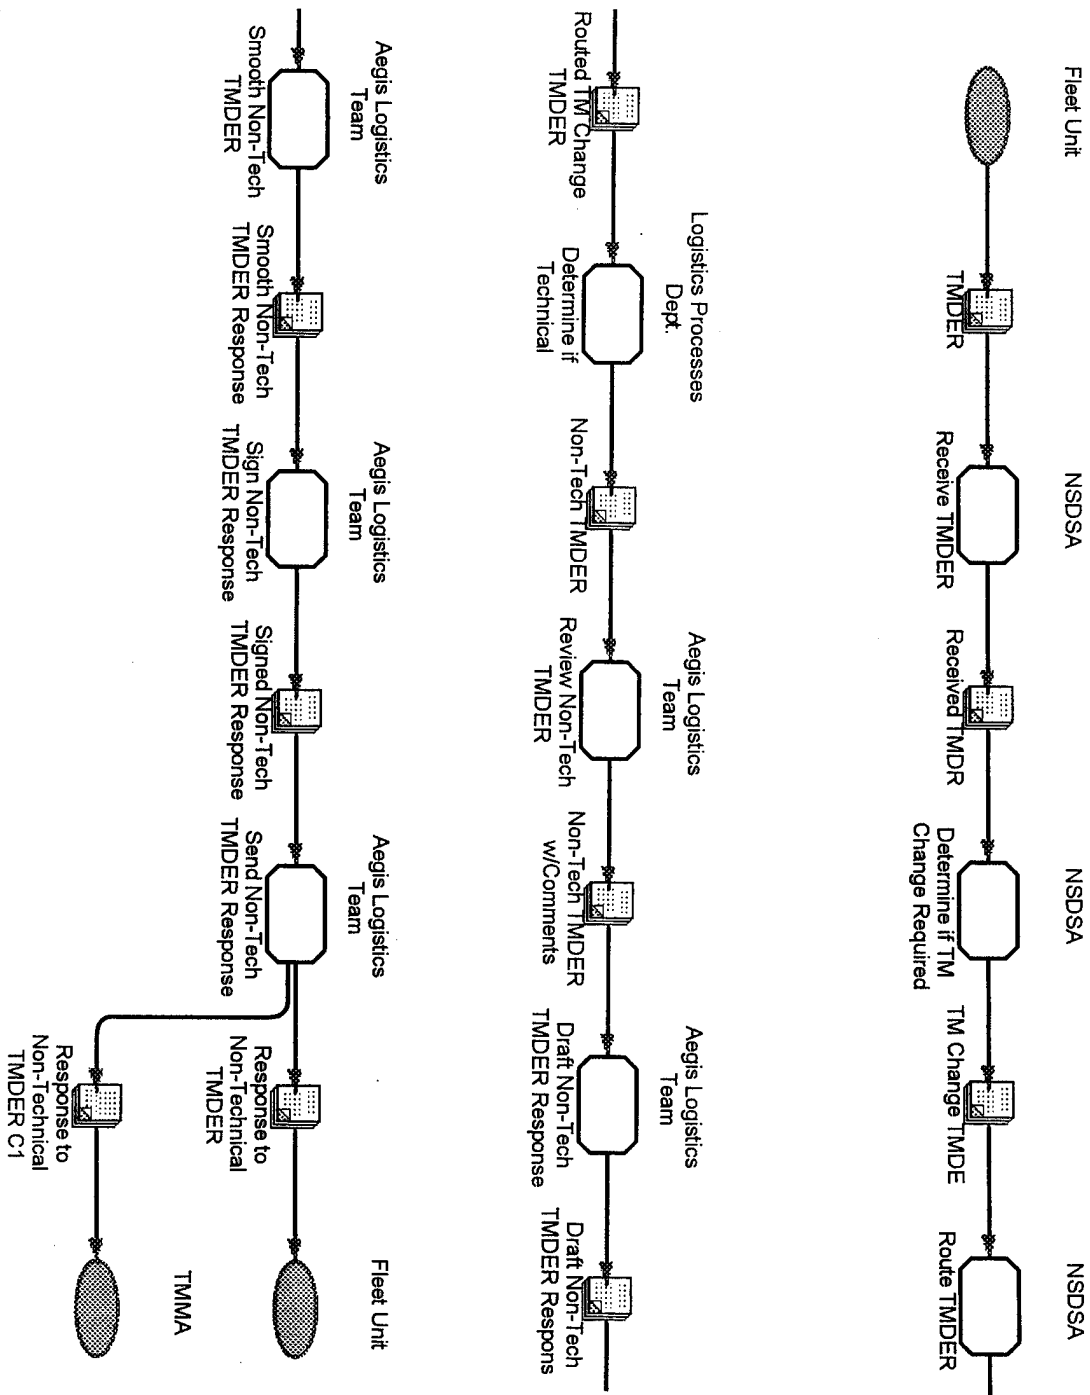 Fleet Unit
TMDER
NSDSA
Receive TMDER
Received TMDR
NSDSA
Determine if TM
Change Required
TM Change TMDE
NSDSA
Route TMDER
Routed TM Change
TMDER
Logistics Processes
Dept.
Determine if
Technical
Non-Tech TMDER
Aegis Logistics
Team
Review Non-Tech
TMDER
Non-Tech TMDER
w/Comments
Aegis Logistics
Team
Draft Non-Tech
TMDER Response
Draft Non-Tech
TMDER Respons
Aegis Logistics
Team
Smooth Non-Tech
TMDER
Smooth Non-Tech
TMDER Response
Aegis Logistics
Team
Sign Non-Tech
TMDER Response
Signed Non-Tech
TMDER Response
Aegis Logistics
Team
Send Non-Tech
TMDER Response
Response to
Non-Technical
TMDER
Fleet Unit
Response to
Non-Technical
TMDER C1
TMMA